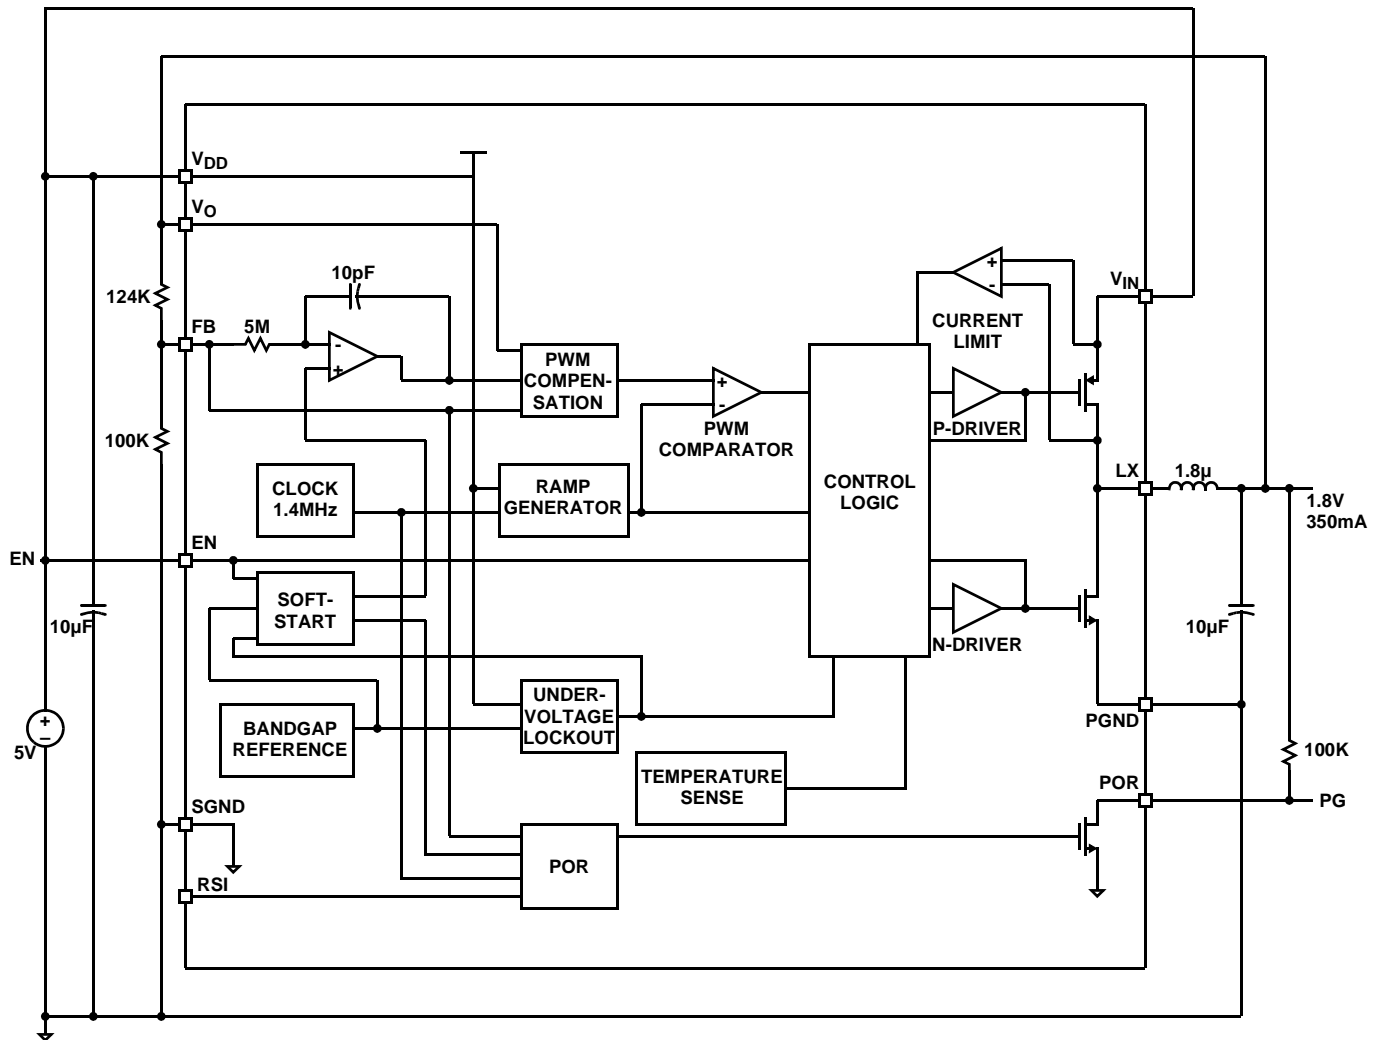 VDD
VO
10pF
124K
FB
5M
-
+
PWM
COMPEN-
SATION
+
-
PWM
COMPARATOR
+
-
CURRENT
LIMIT
VIN
P-DRIVER
100K
CLOCK
1.4MHz
RAMP
GENERATOR
CONTROL
LOGIC
LX
1.8µ
1.8V
350mA
EN
EN
SOFT-
START
10µF
N-DRIVER
10µF
UNDER-
VOLTAGE
LOCKOUT
BANDGAP
REFERENCE
+
–
5V
PGND
TEMPERATURE
SENSE
100K
POR
PG
SGND
POR
RSI